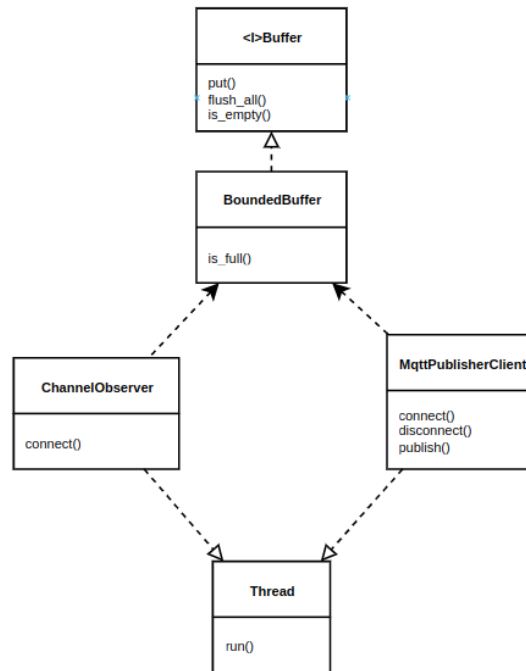 <I>Buffer
put()
flush_all()
is_empty()
BoundedBuffer
is_full()
ChannelObserver
connect()
MqttPublisherClient
connect()
disconnect()
publish()
Thread
run()